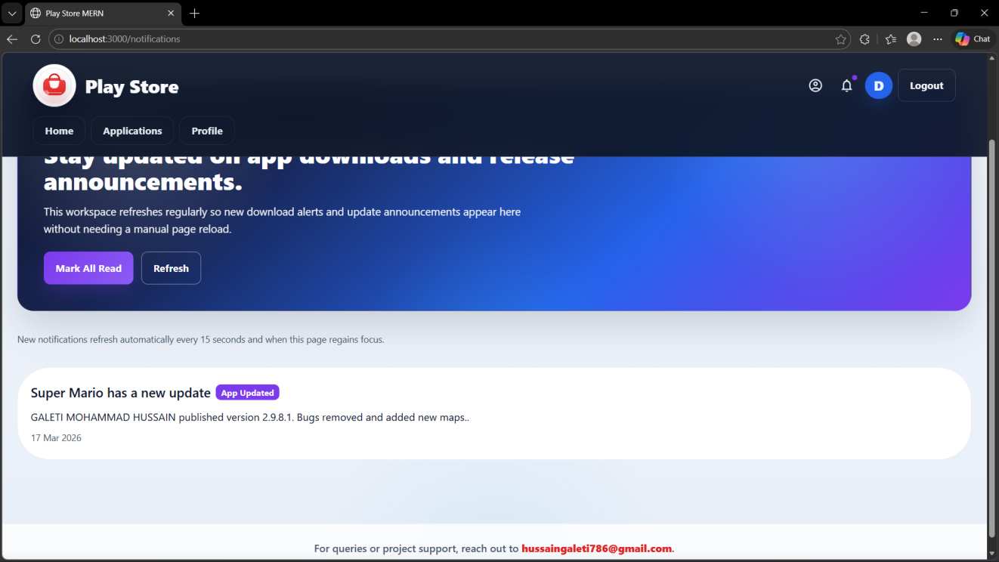 Play Store MERN
localhost:3000/notifications
Chat
Play Store
D
Logout
Home
Applications
Profile
Stay updated on app downloads and release
announcements.
This workspace refreshes regularly so new download alerts and update announcements appear here
without needing a manual page reload.
Mark All Read
Refresh
New notifications refresh automatically every 15 seconds and when this page regains focus.
Super Mario has a new update
App Updated
GALETI MOHAMMAD HUSSAIN published version 2.9.8.1. Bugs removed and added new maps..
17 Mar 2026
For queries or project support, reach out to hussaingaleti786@gmail.com.